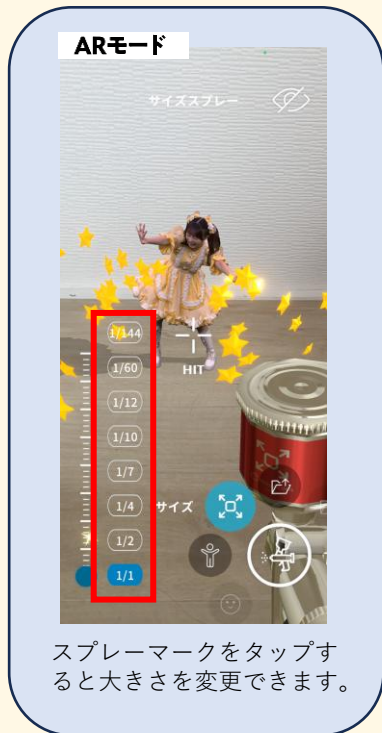 ARモード
サイズスプレー
1/144
1/60
HIT
1/12
1/10
1/7
1/4
サイズ
1/2
1/1
スプレーマークをタップす
ると大きさを変更できます。